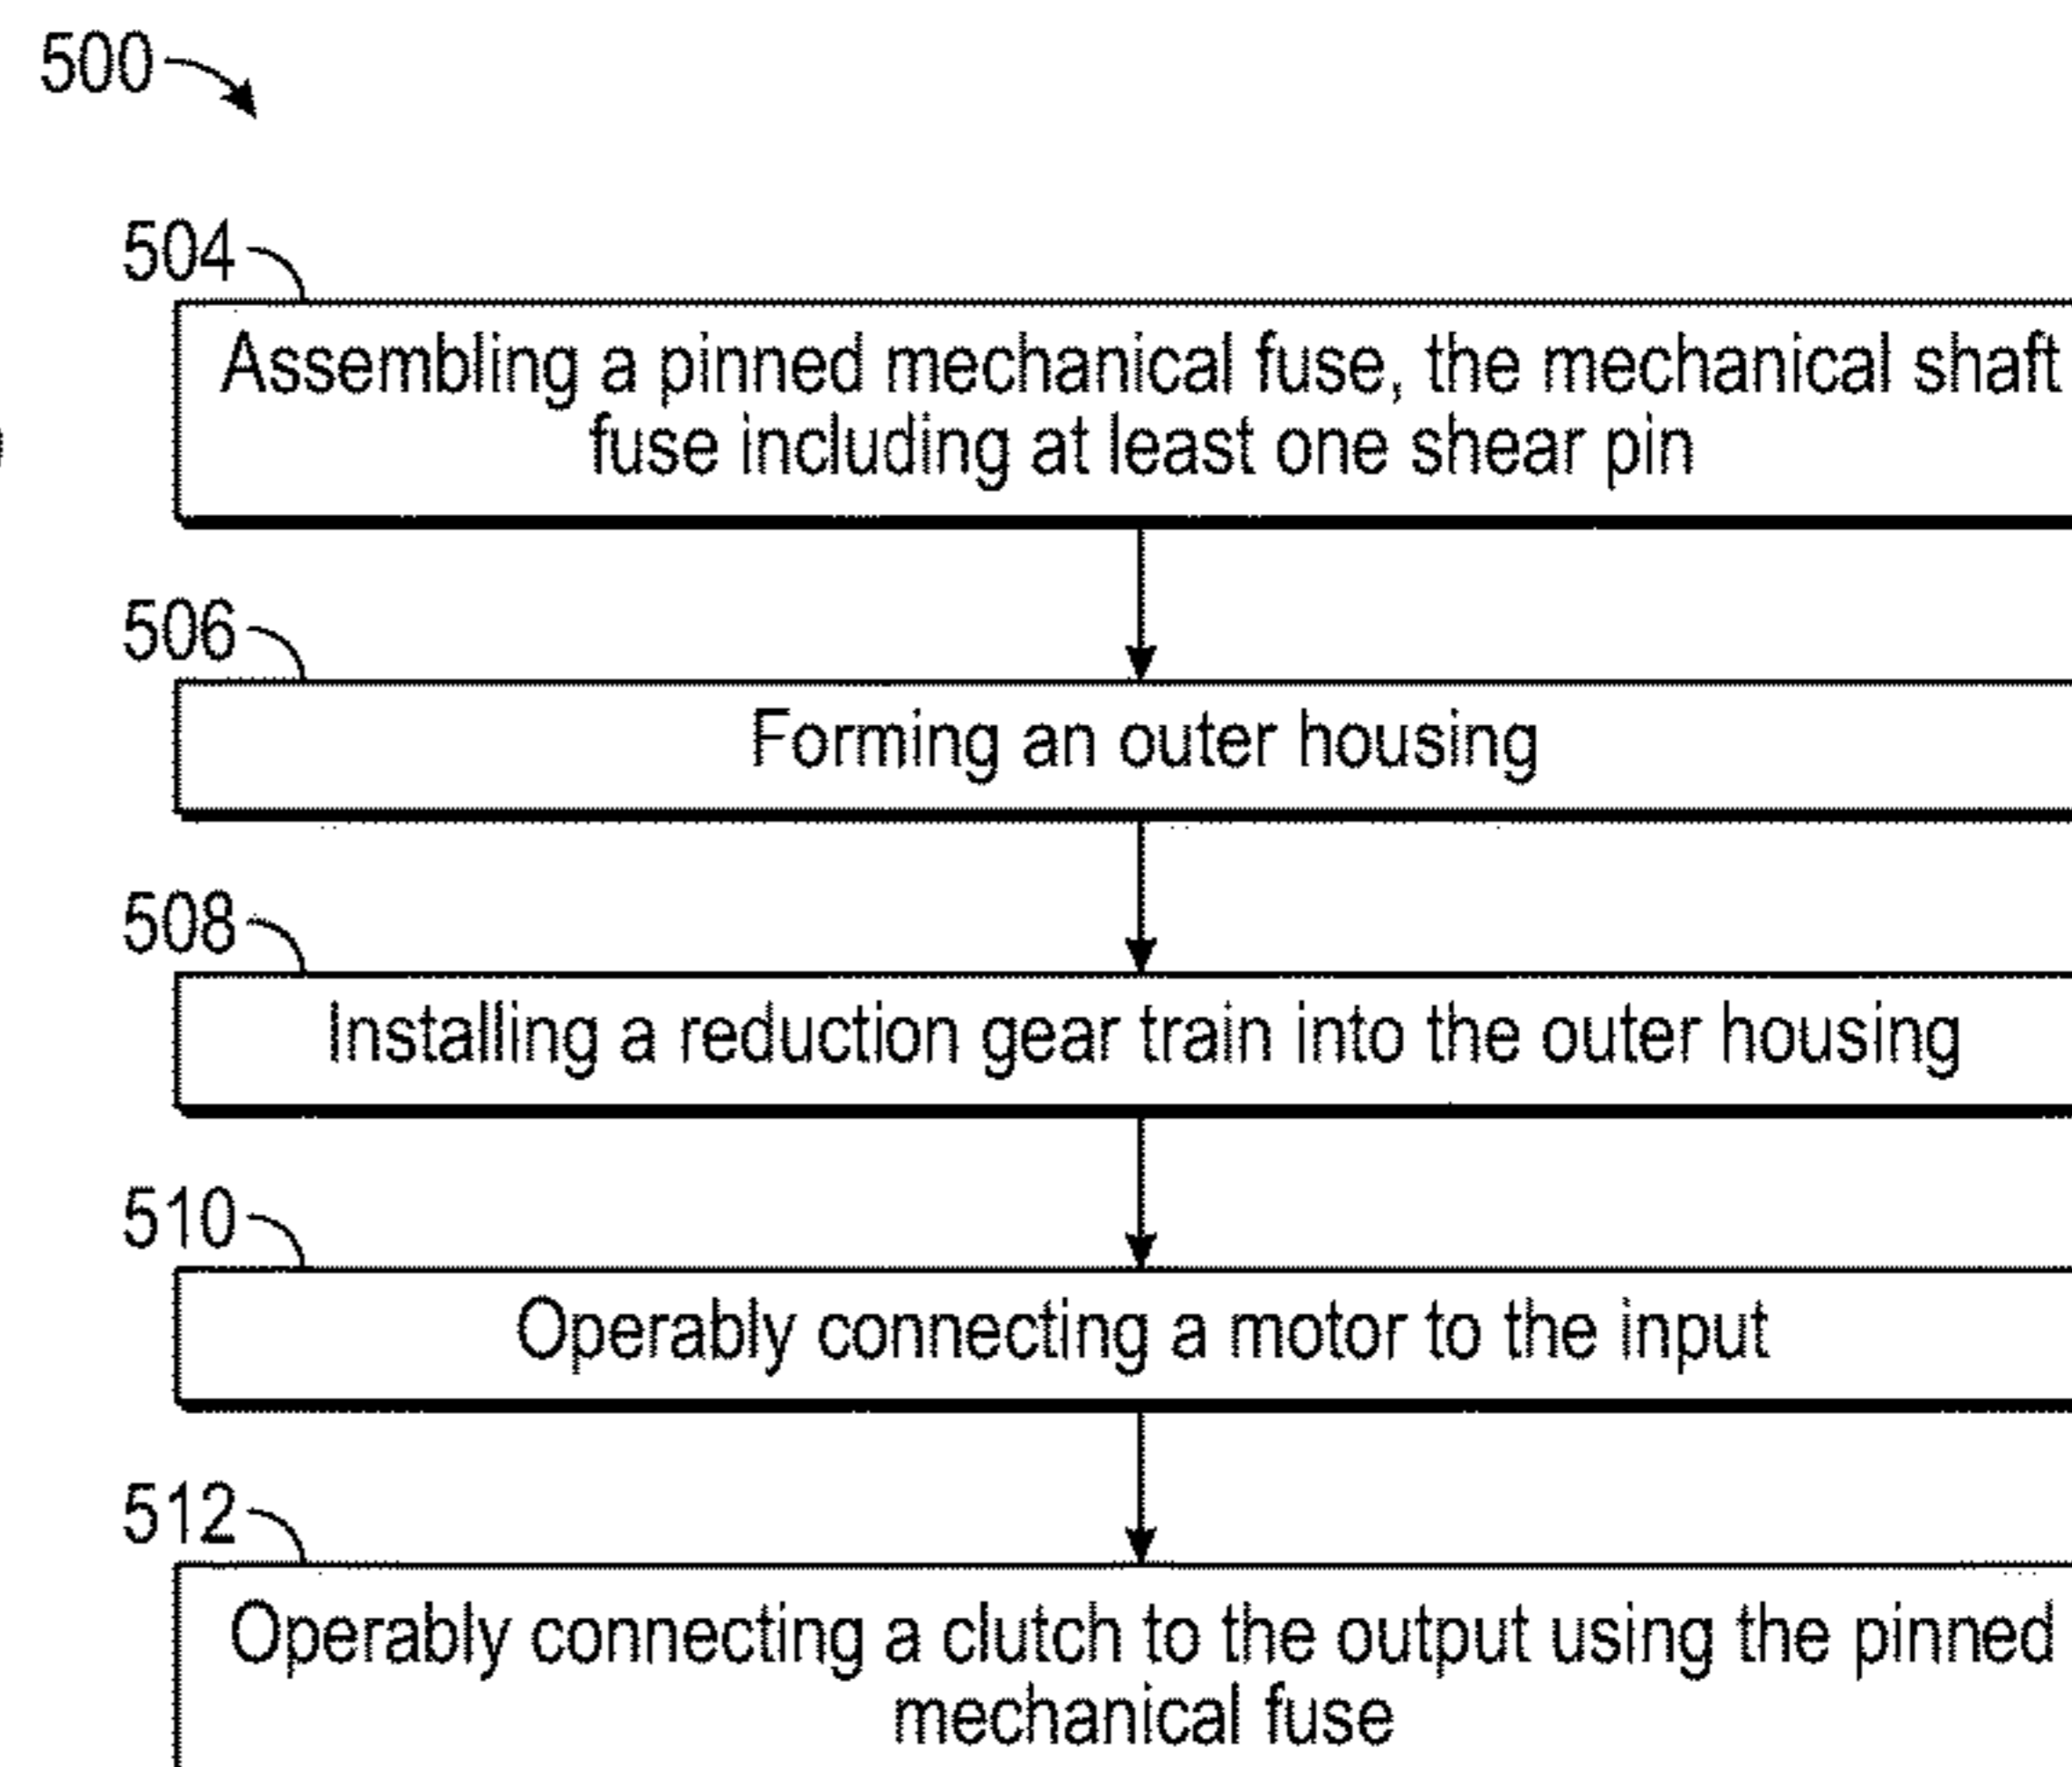 500
504
Assembling a pinned mechanical fuse, the mechanical shaft
fuse including at least one shear pin
506
Forming an outer housing
508
Installing a reduction gear train into the outer housing
510
Operably connecting a motor to the input
512
Operably connecting a clutch to the output using the pinned
mechanical fuse